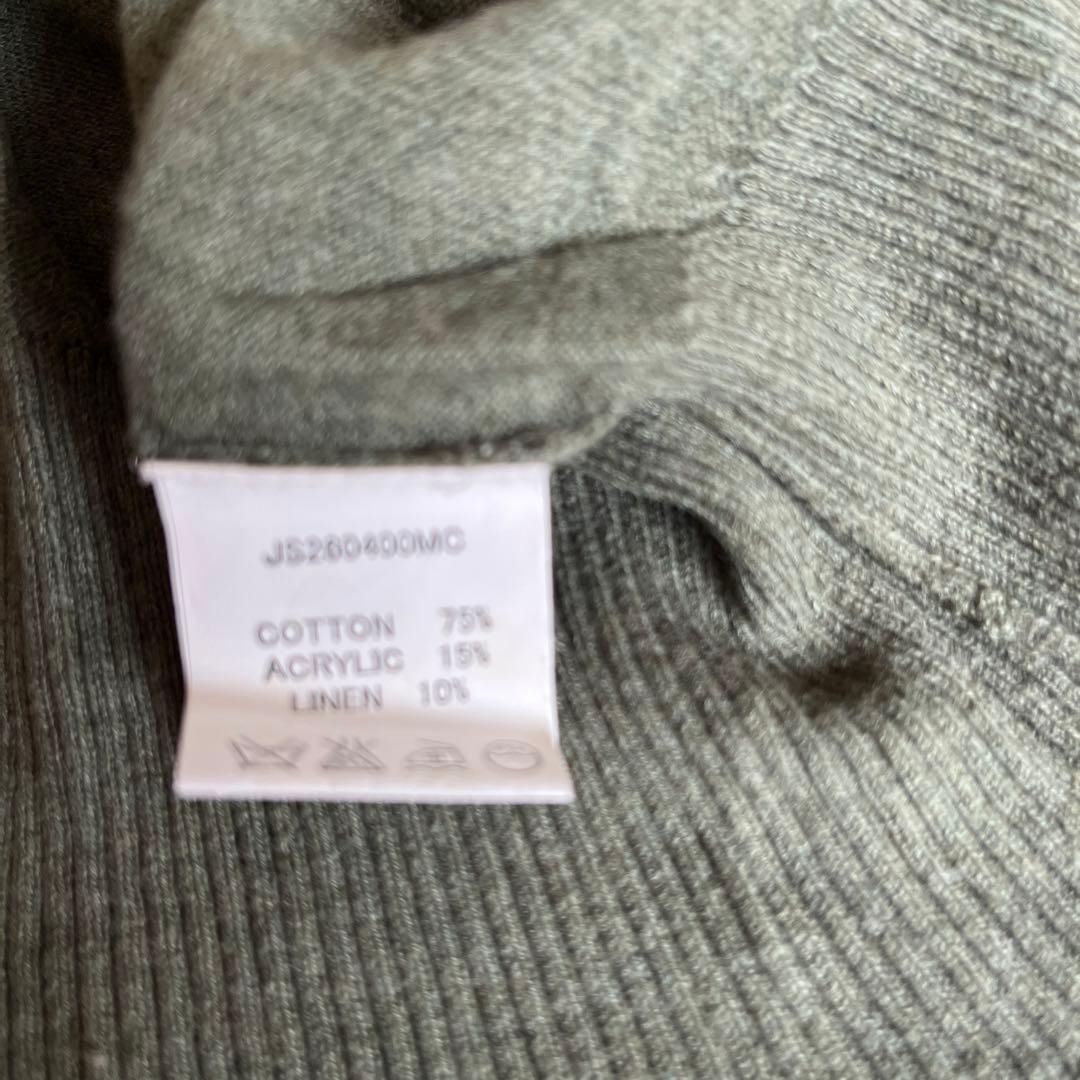 JS260400MC
COTTON 75%
ACRYLIC 15%
LINEN 10%